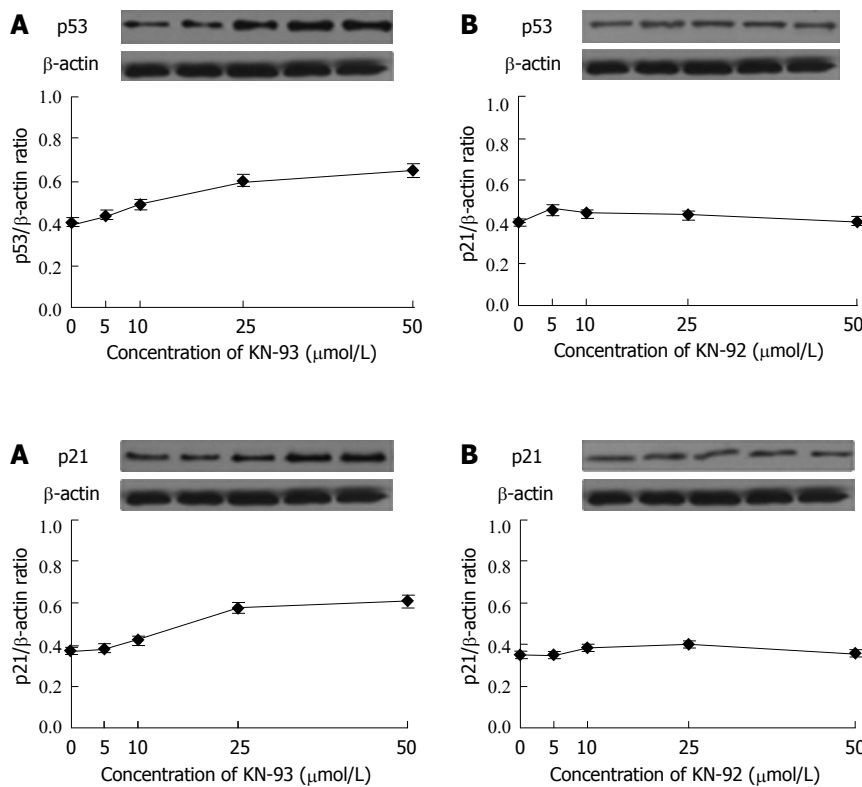 A p53
β-actin
1.0
0.8
0.6
0.4
0.2
0.0
p53/β-actin ratio
0 5 10 25 50
Concentration of KN-93 (μmol/L)
B p53
β-actin
1.0
0.8
0.6
0.4
0.2
0.0
p21/β-actin ratio
0 5 10 25 50
Concentration of KN-92 (μmol/L)
A p21
β-actin
1.0
0.8
0.6
0.4
0.2
0.0
p21/β-actin ratio
0 5 10 25 50
Concentration of KN-93 (μmol/L)
B p21
β-actin
1.0
0.8
0.6
0.4
0.2
0.0
p21/β-actin ratio
0 5 10 25 50
Concentration of KN-92 (μmol/L)